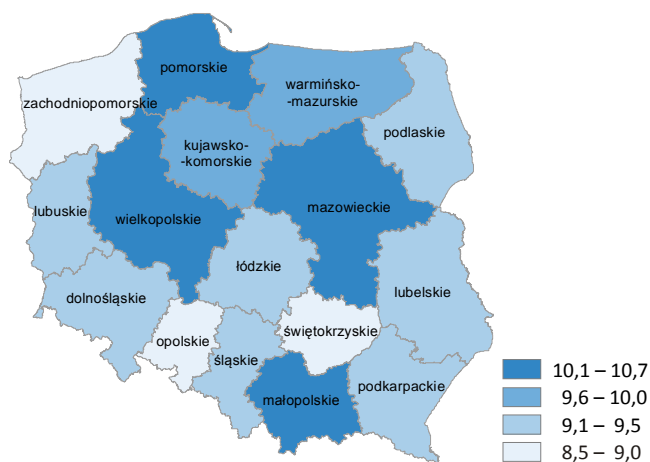 pomorskie
warmińsko-
-mazurskie
zachodniopomorskie
podlaskie
kujawsko-
-komorskie
lubuskie
wielkopolskie
mazowieckie
łódzkie
dolnośląskie
lubelskie
opolskie
świętokrzyskie
śląskie
podkarpackie
małopolskie
10,1 – 10,7
9,6 – 10,0
9,1 – 9,5
8,5 – 9,0